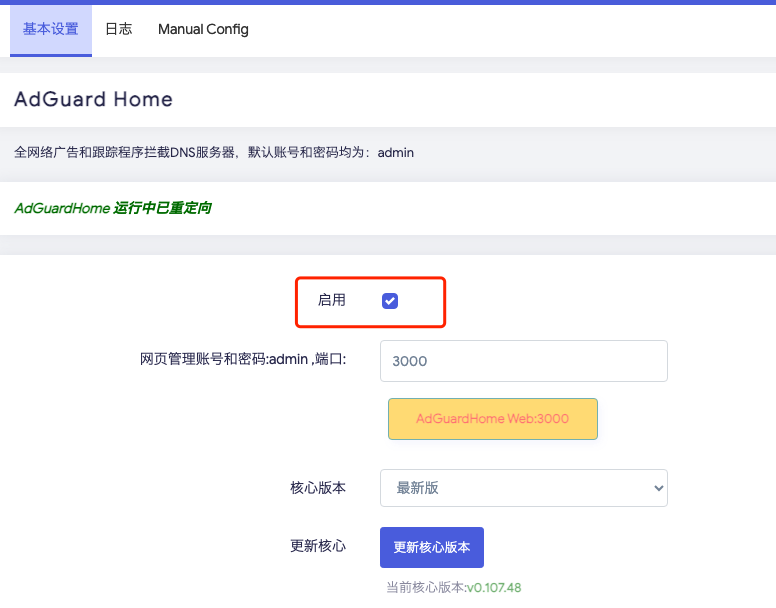 基本设置 日志 Manual Config
AdGuard Home
全网络广告和跟踪程序拦截DNS服务器，默认账号和密码均为：admin
AdGuardHome 运行中已重定向
启用
网页管理账号和密码:admin ,端口: 3000
AdGuardHome Web:3000
核心版本 最新版
更新核心 更新核心版本
当前核心版本:v0.107.48